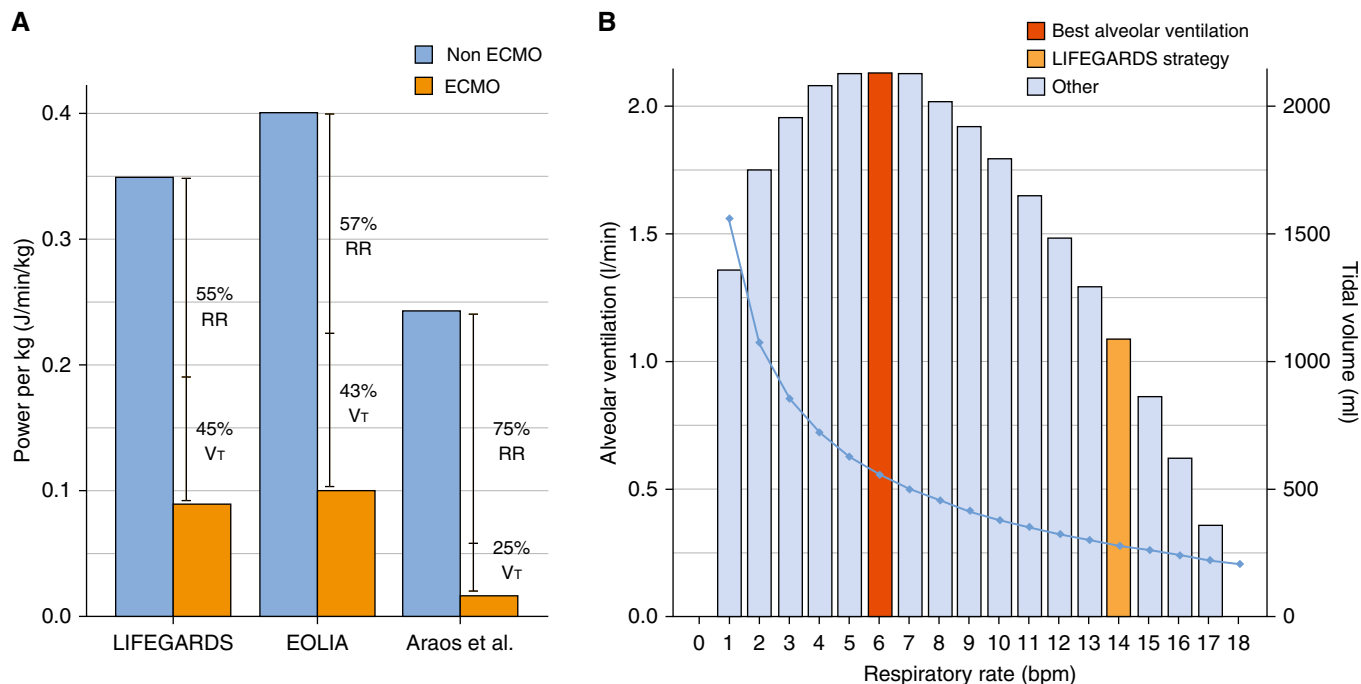 A
Non ECMO
ECMO
Power per kg (J/min/kg)
0.4
0.3
0.2
0.1
0.0
55%
RR
45%
VT
57%
RR
43%
VT
75%
RR
25%
VT
LIFEGARDS EOLIA Araos et al.
B
Best alveolar ventilation
LIFEGARDS strategy
Other
Alveolar ventilation (l/min)
2.0
1.5
1.0
0.5
0.0
2000
1500
1000
500
0
Tidal volume (ml)
0 1 2 3 4 5 6 7 8 9 10 11 12 13 14 15 16 17 18
Respiratory rate (bpm)